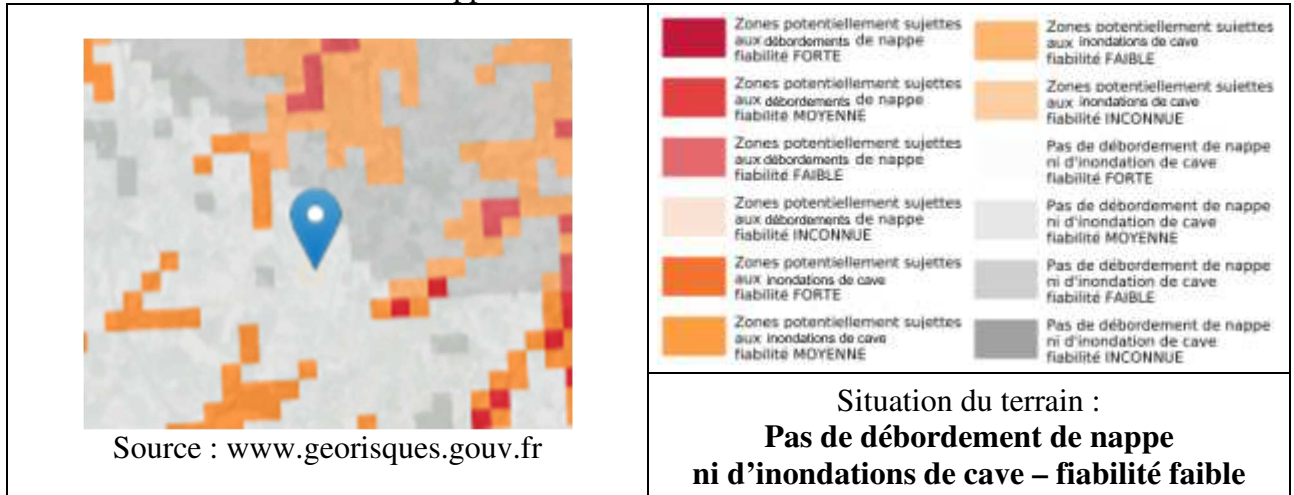 Zones potentiellement sujettes
aux débordements de nappe
fiabilité FORTE
Zones potentiellement sujettes
aux débordements de nappe
fiabilité MOYENNE
Zones potentiellement sujettes
aux débordements de nappe
fiabilité FAIBLE
Zones potentiellement sujettes
aux débordements de nappe
fiabilité INCONNUE
Zones potentiellement sujettes
aux inondations de cave
fiabilité FORTE
Zones potentiellement sujettes
aux inondations de cave
fiabilité MOYENNE
Zones potentiellement sujettes
aux inondations de cave
fiabilité FAIBLE
Zones potentiellement sujettes
aux inondations de cave
fiabilité INCONNUE
Pas de débordement de nappe
ni d'inondation de cave
fiabilité FORTE
Pas de débordement de nappe
ni d'inondation de cave
fiabilité MOYENNE
Pas de débordement de nappe
ni d'inondation de cave
fiabilité FAIBLE
Pas de débordement de nappe
ni d'inondation de cave
fiabilité INCONNUE
Source : www.georisques.gouv.fr
Situation du terrain :
Pas de débordement de nappe
ni d'inondations de cave – fiabilité faible